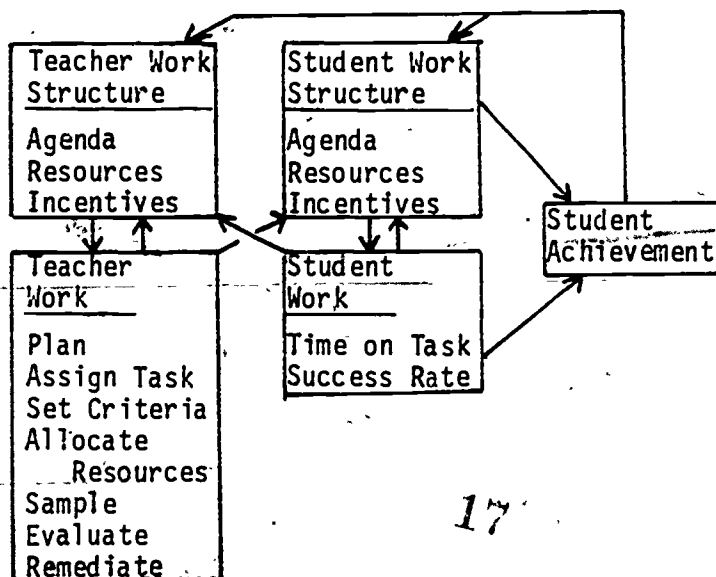 Teacher Work
Structure
Agenda
Resources
Incentives
Student Work
Structure
Agenda
Resources
Incentives
Student
Achievement
Teacher
Work
Plan
Assign Task
Set Criteria
Allocate
Resources
Sample
Evaluate
Remediate
Student
Work
Time on Task
Success Rate
17